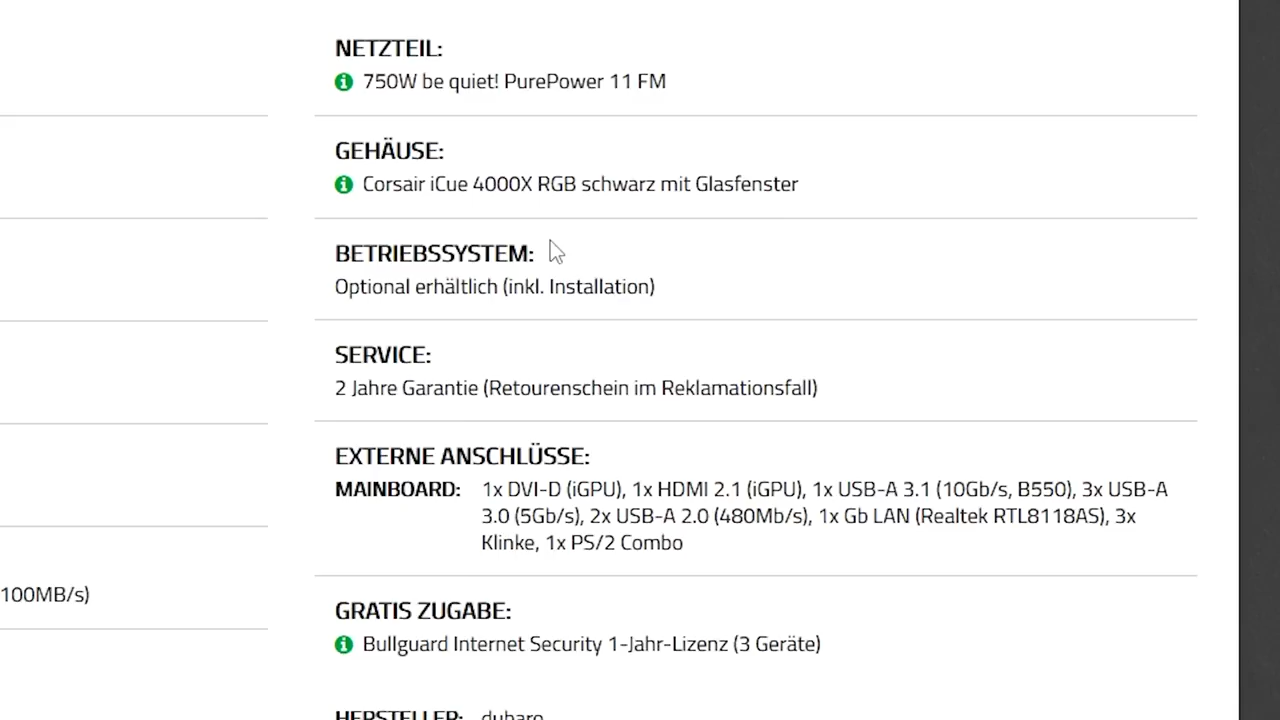 NETZTEIL:
750W be quiet! PurePower 11 FM
GEHÄUSE:
Corsair iCue 4000X RGB schwarz mit Glasfenster
BETRIEBSSYSTEM:
Optional erhältlich (inkl. Installation)
SERVICE:
2 Jahre Garantie (Retourenschein im Reklamationsfall)
EXTERNE ANSCHLÜSSE:
MAINBOARD: 1x DVI-D (iGPU), 1x HDMI 2.1 (iGPU), 1x USB-A 3.1 (10Gb/s, B550), 3x USB-A
3.0 (5Gb/s), 2x USB-A 2.0 (480Mb/s), 1x Gb LAN (Realtek RTL8118AS), 3x
Klinke, 1x PS/2 Combo
100MB/s)
GRATIS ZUGABE:
Bullguard Internet Security 1-Jahr-Lizenz (3 Geräte)
HERSTELLER: dubaro